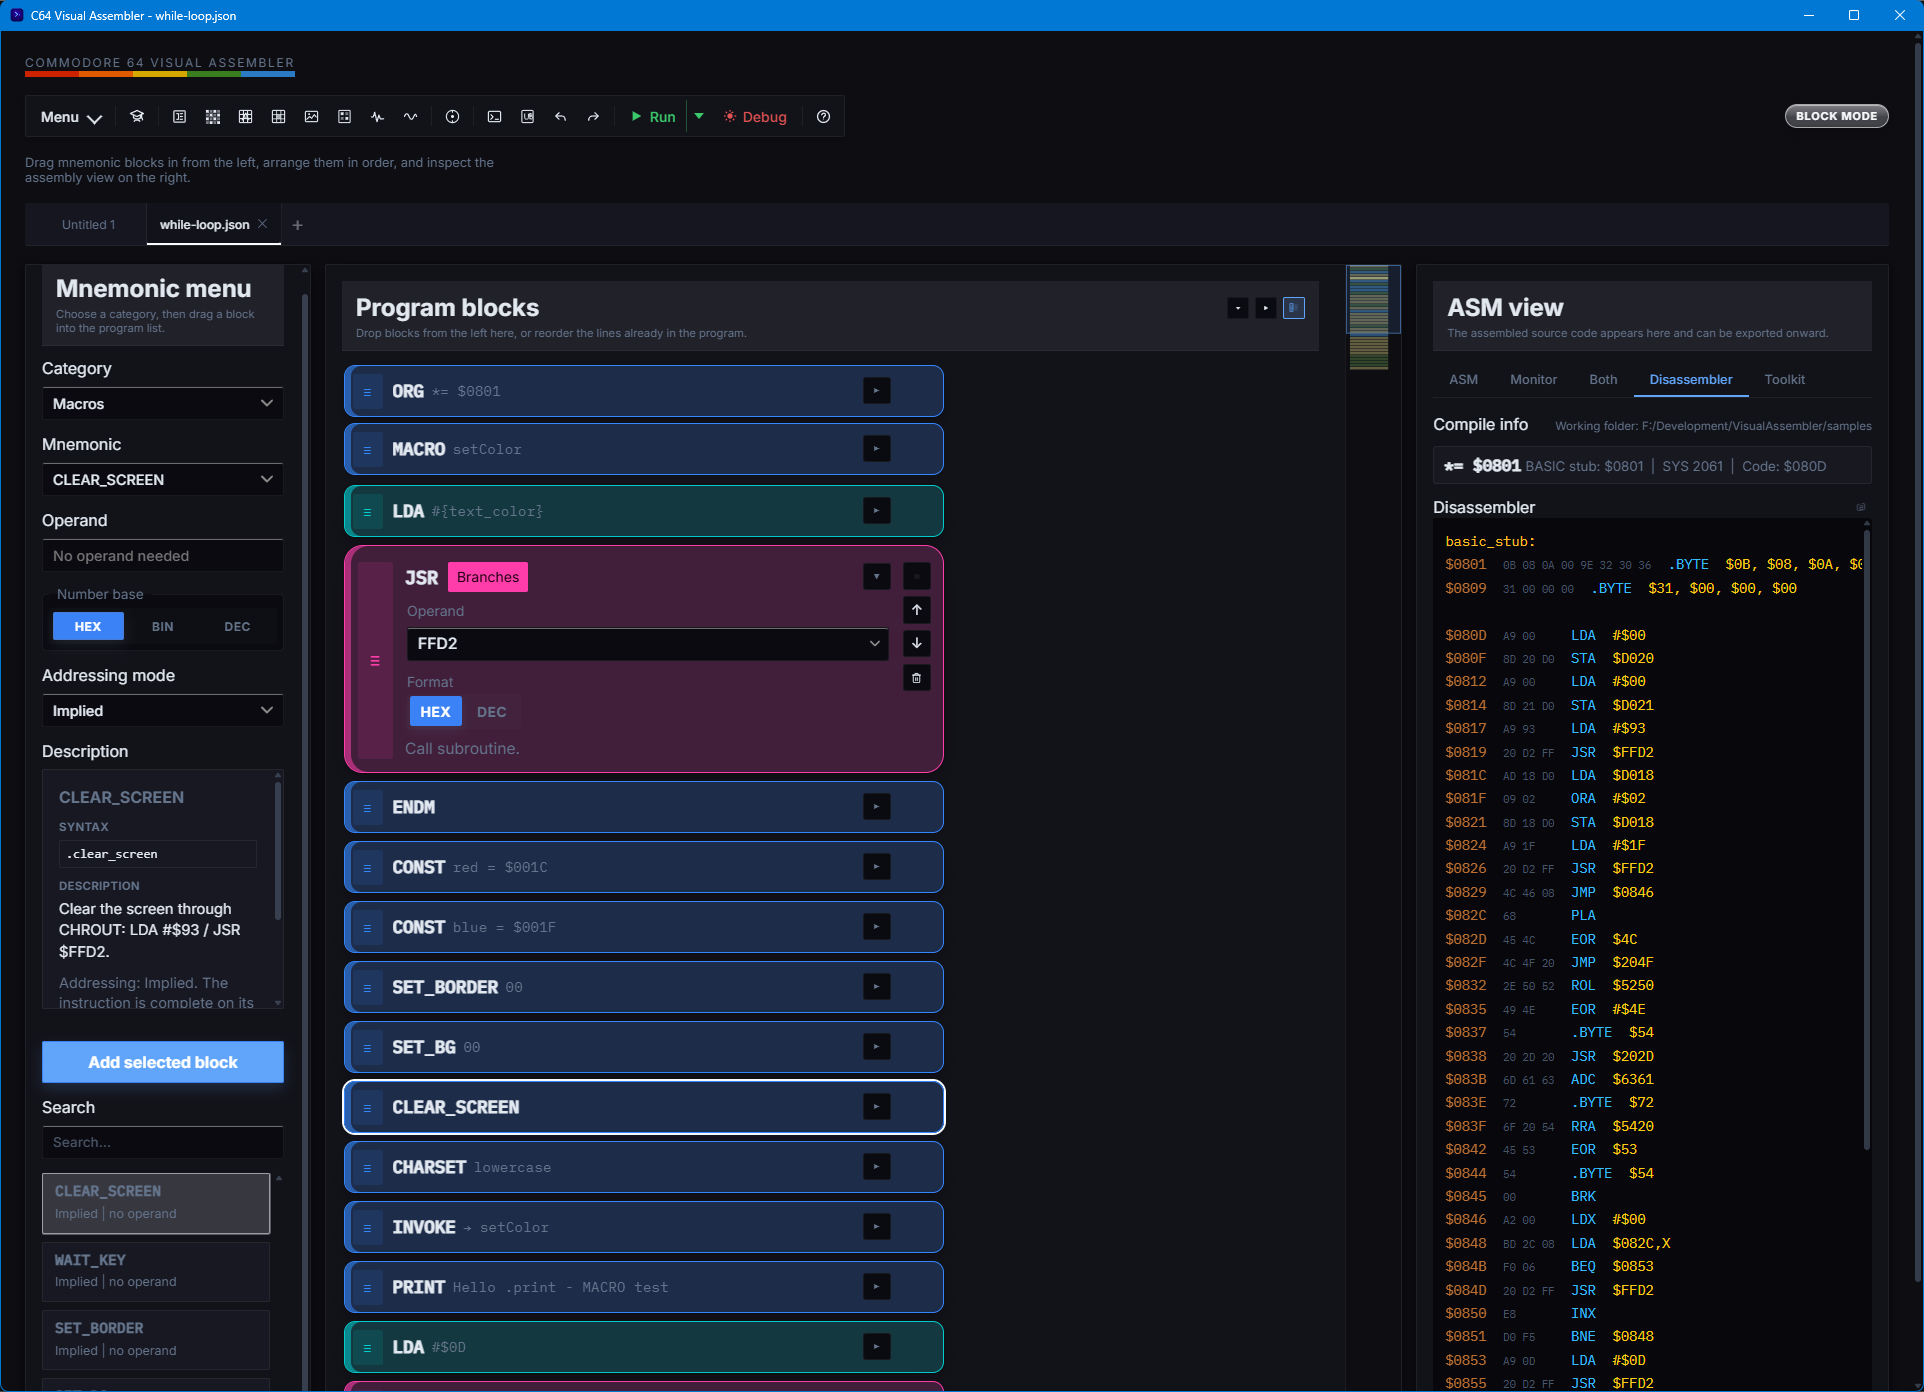 C64 Visual Assembler - while-loop.json
COMMODORE 64 VISUAL ASSEMBLER
Menu
Run
Debug
BLOCK MODE
Drag mnemonic blocks in from the left, arrange them in order, and inspect the
assembly view on the right.
Untitled 1
while-loop.json
+
Mnemonic menu
Choose a category, then drag a block
into the program list.
Category
Macros
Mnemonic
CLEAR_SCREEN
Operand
No operand needed
Number base
HEX BIN DEC
Addressing mode
Implied
Description
CLEAR_SCREEN
SYNTAX
.clear_screen
DESCRIPTION
Clear the screen through
CHROUT: LDA #$93 / JSR
$FFD2.
Addressing: Implied. The
instruction is complete on its
Add selected block
Search
Search...
CLEAR_SCREEN
Implied | no operand
WAIT_KEY
Implied | no operand
SET_BORDER
Implied | no operand
Program blocks
Drop blocks from the left here, or reorder the lines already in the program.
ORG *= $0801
MACRO setColor
LDA #{text_color}
JSR Branches
Operand
FFD2
Format
HEX DEC
Call subroutine.
ENDM
CONST red = $001C
CONST blue = $001F
SET_BORDER 00
SET_BG 00
CLEAR_SCREEN
CHARSET lowercase
INVOKE → setColor
PRINT Hello .print - MACRO test
LDA #$0D
ASM view
The assembled source code appears here and can be exported onward.
ASM Monitor Both Disassembler Toolkit
Compile info Working folder: F:/Development/VisualAssembler/samples
*= $0801 BASIC stub: $0801 | SYS 2061 | Code: $080D
Disassembler
basic_stub:
$0801 0B 08 0A 00 9E 32 30 36 .BYTE $0B, $08, $0A, $0
$0809 31 00 00 00 .BYTE $31, $00, $00, $00
$080D A9 00 LDA #$00
$080F 8D 20 D0 STA $D020
$0812 A9 00 LDA #$00
$0814 8D 21 D0 STA $D021
$0817 A9 93 LDA #$93
$0819 20 D2 FF JSR $FFD2
$081C AD 18 D0 LDA $D018
$081F 09 02 ORA #$02
$0821 8D 18 D0 STA $D018
$0824 A9 1F LDA #$1F
$0826 20 D2 FF JSR $FFD2
$0829 4C 46 08 JMP $0846
$082C 68 PLA
$082D 45 4C EOR $4C
$082F 4C 4F 20 JMP $204F
$0832 2E 50 52 ROL $5250
$0835 49 4E EOR #$4E
$0837 54 .BYTE $54
$0838 20 2D 20 JSR $202D
$083B 6D 61 63 ADC $6361
$083E 72 .BYTE $72
$083F 6F 20 54 RRA $5420
$0842 45 53 EOR $53
$0844 54 .BYTE $54
$0845 00 BRK
$0846 A2 00 LDX #$00
$0848 BD 2C 08 LDA $082C,X
$084B F0 06 BEQ $0853
$084D 20 D2 FF JSR $FFD2
$0850 E8 INX
$0851 D0 F5 BNE $0848
$0853 A9 0D LDA #$0D
$0855 20 D2 FF JSR $FFD2